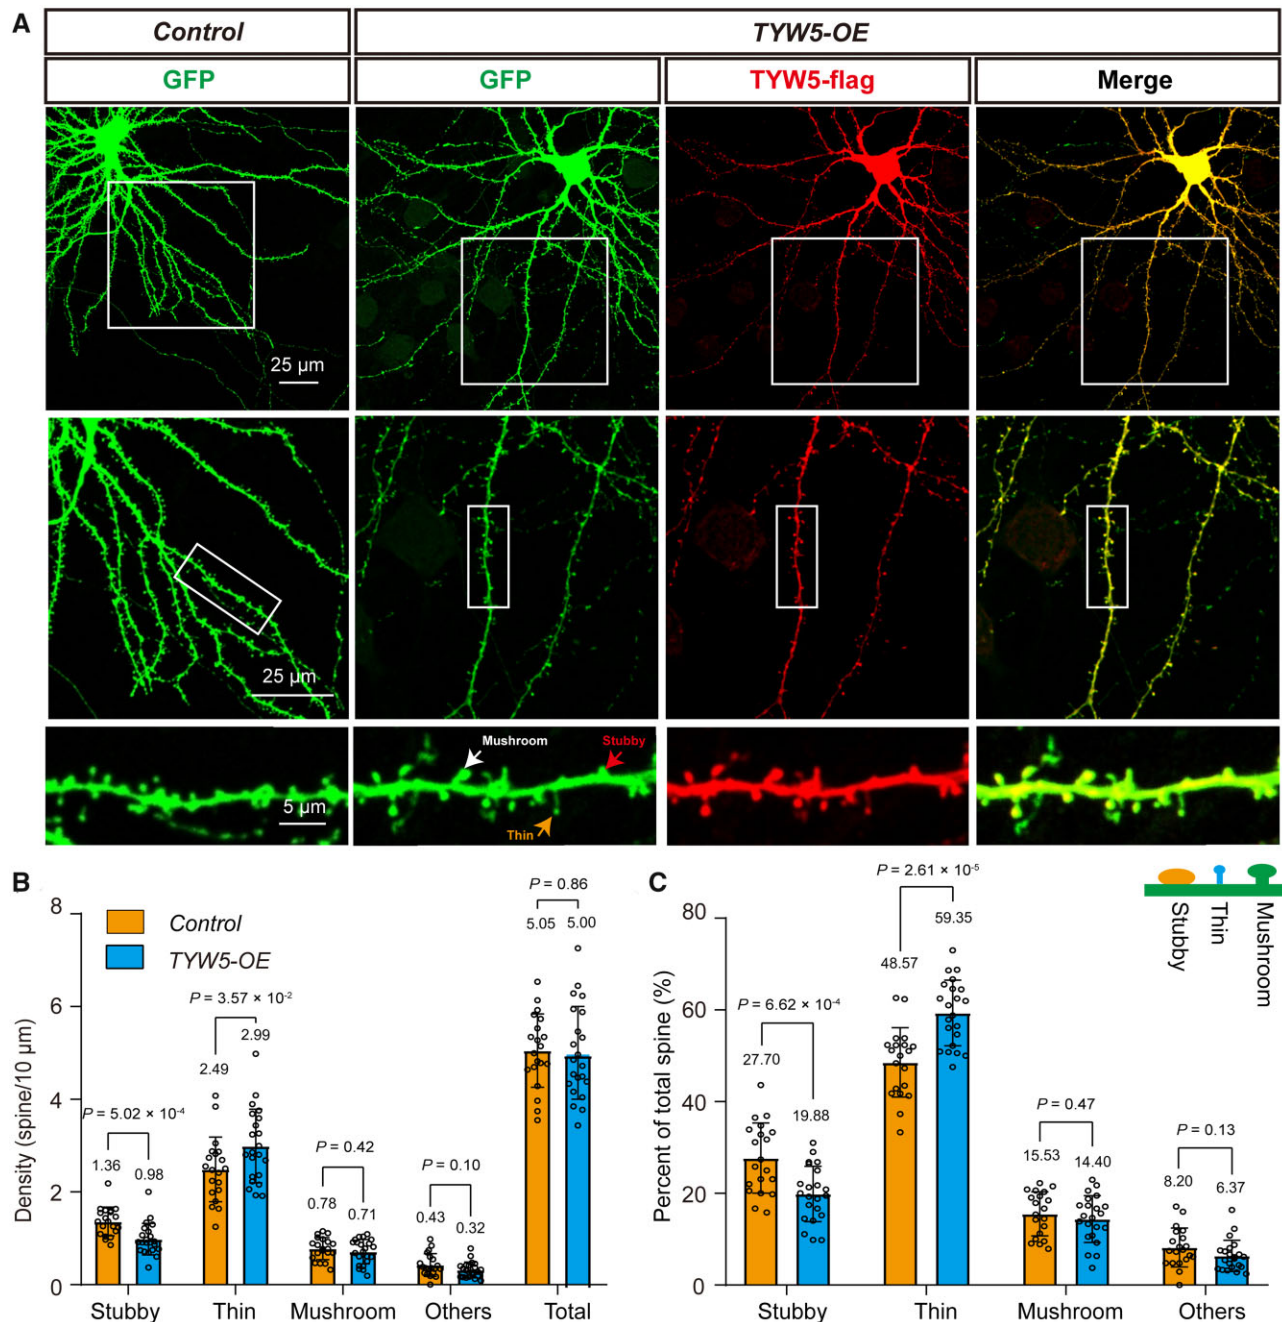 A
Control
TYW5-OE
GFP
GFP
TYW5-flag
Merge
25 µm
25 µm
Mushroom
Stubby
5 µm
Thin
B
C
Density (spine/10 µm)
8
6
4
2
0
Control
TYW5-OE
P = 5.02 × 10-4
1.36
0.98
P = 3.57 × 10-2
2.49
2.99
P = 0.42
0.78
0.71
P = 0.10
0.43
0.32
P = 0.86
5.05
5.00
Stubby
Thin
Mushroom
Others
Total
Percent of total spine (%)
80
60
40
20
0
P = 6.62 × 10-4
27.70
19.88
P = 2.61 × 10-5
48.57
59.35
P = 0.47
15.53
14.40
P = 0.13
8.20
6.37
Stubby
Thin
Mushroom
Stubby
Thin
Mushroom
Others